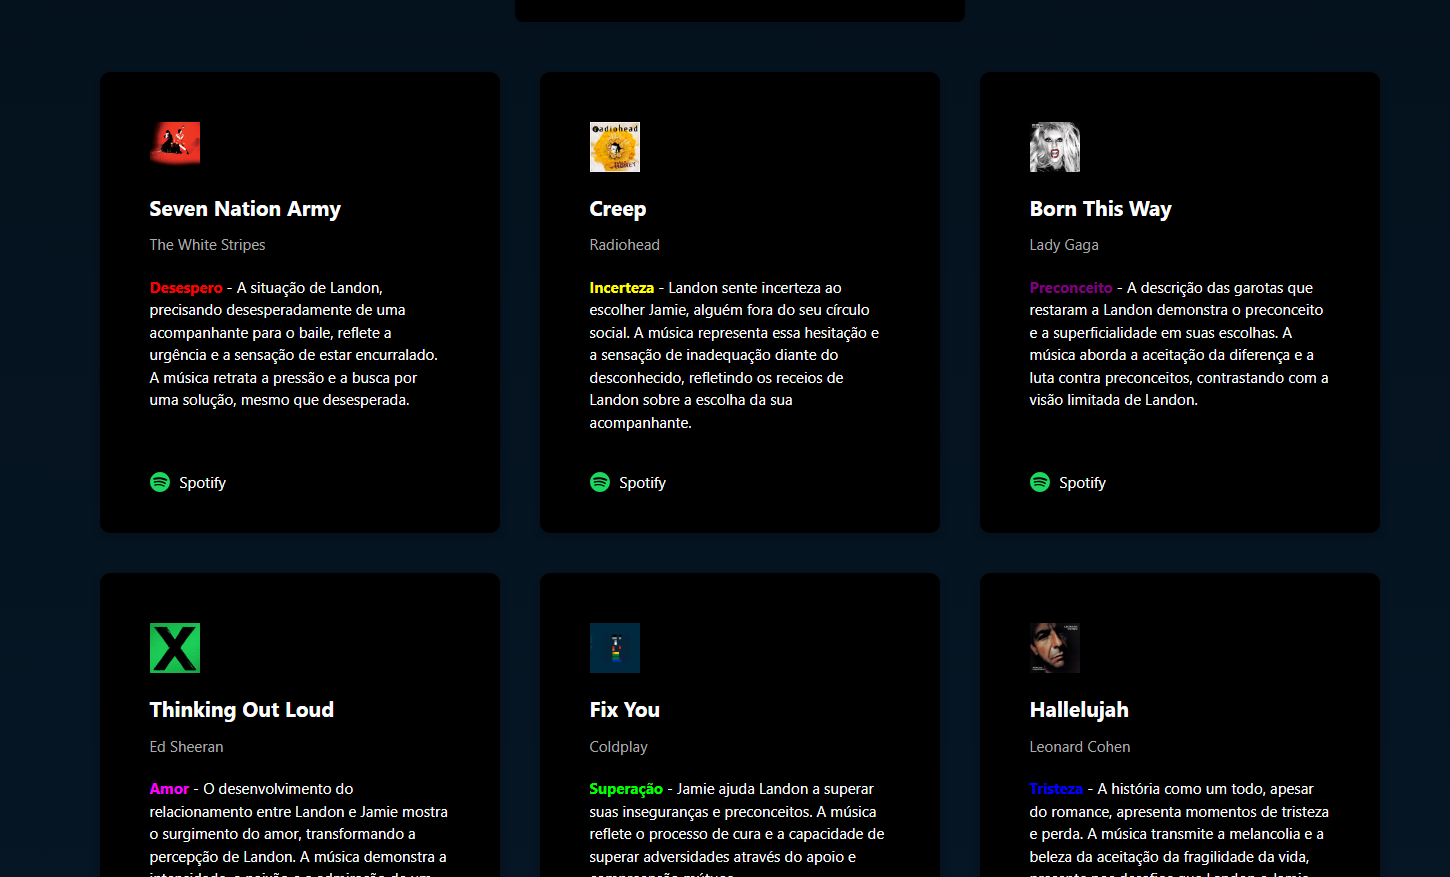 Seven Nation Army
The White Stripes
Desespero - A situação de Landon,
precisando desesperadamente de uma
acompanhante para o baile, reflete a
urgência e a sensação de estar encurralado.
A música retrata a pressão e a busca por
uma solução, mesmo que desesperada.
Spotify
radiohead
Creep
Radiohead
Incerteza - Landon sente incerteza ao
escolher Jamie, alguém fora do seu círculo
social. A música representa essa hesitação e
a sensação de inadequação diante do
desconhecido, refletindo os receios de
Landon sobre a escolha da sua
acompanhante.
Spotify
Born This Way
Lady Gaga
Preconceito - A descrição das garotas que
restaram a Landon demonstra o preconceito
e a superficialidade em suas escolhas. A
música aborda a aceitação da diferença e a
luta contra preconceitos, contrastando com a
visão limitada de Landon.
Spotify
X
Thinking Out Loud
Ed Sheeran
Amor - O desenvolvimento do
relacionamento entre Landon e Jamie mostra
o surgimento do amor, transformando a
percepção de Landon. A música demonstra a
Fix You
Coldplay
Superação - Jamie ajuda Landon a superar
suas inseguranças e preconceitos. A música
reflete o processo de cura e a capacidade de
superar adversidades através do apoio e
Hallelujah
Leonard Cohen
Tristeza - A história como um todo, apesar
do romance, apresenta momentos de tristeza
e perda. A música transmite a melancolia e a
beleza da aceitação da fragilidade da vida,